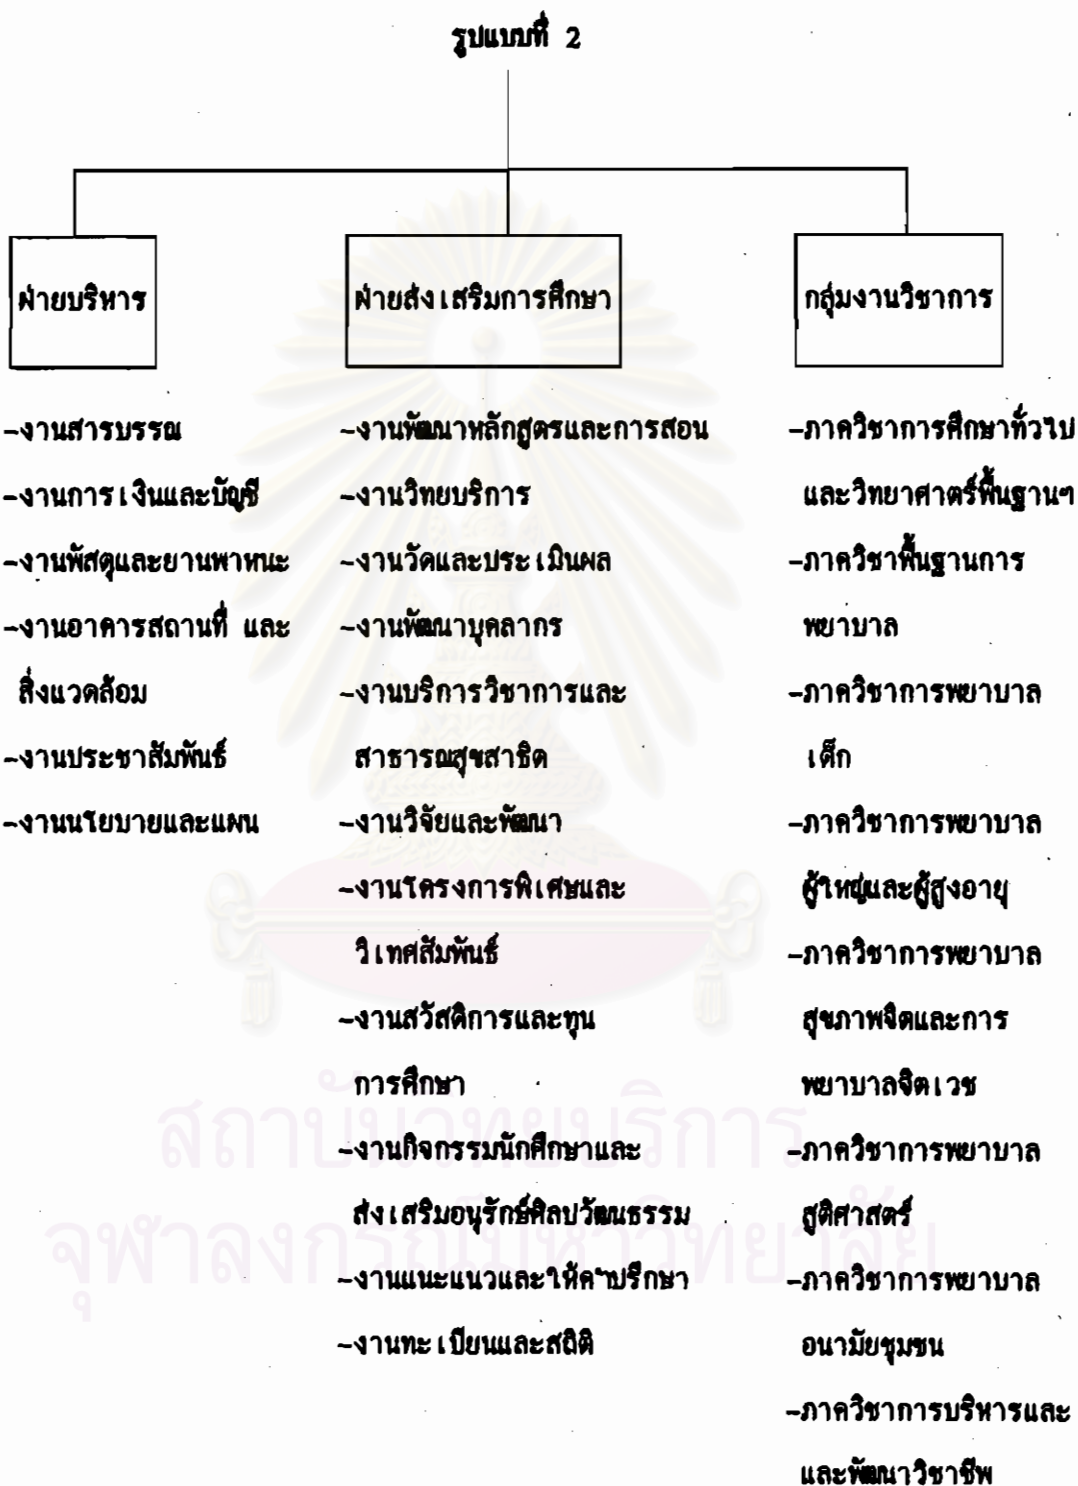 รูปแบบที่ 2
ฝ่ายบริหาร
-งานสารบรรณ
-งานการเงินและบัญชี
-งานพัสดุและยานพาหนะ
-งานอาคารสถานที่ และ
สิ่งแวดล้อม
-งานประชาสัมพันธ์
-งานนโยบายและแผน
ฝ่ายส่งเสริมการศึกษา
-งานพัฒนาหลักสูตรและการสอน
-งานวิทยบริการ
-งานวัดและประเมินผล
-งานพัฒนาบุคลากร
-งานบริการวิชาการและ
สาธารณสุขสาธิต
-งานวิจัยและพัฒนา
-งานโครงการพิเศษและ
วิเทศสัมพันธ์
-งานสวัสดิการและทุน
การศึกษา
-งานกิจกรรมนักศึกษาและ
ส่งเสริมอนุรักษ์ศิลปวัฒนธรรม
-งานแนะแนวและให้คำปรึกษา
-งานทะเบียนและสถิติ
กลุ่มงานวิชาการ
-ภาควิชาการศึกษาทั่วไป
และวิทยาศาตร์พื้นฐานฯ
-ภาควิชาพื้นฐานการ
พยาบาล
-ภาควิชาการพยาบาล
เด็ก
-ภาควิชาการพยาบาล
ผู้ใหญ่และผู้สูงอายุ
-ภาควิชาการพยาบาล
สุขภาพจิตและการ
พยาบาลจิตเวช
-ภาควิชาการพยาบาล
สูติศาสตร์
-ภาควิชาการพยาบาล
อนามัยชุมชน
-ภาควิชาการบริหารและ
และพัฒนาวิชาชีพ
สถาบันวิทยบริการ
จุฬาลงกรณ์มหาวิทยาลัย